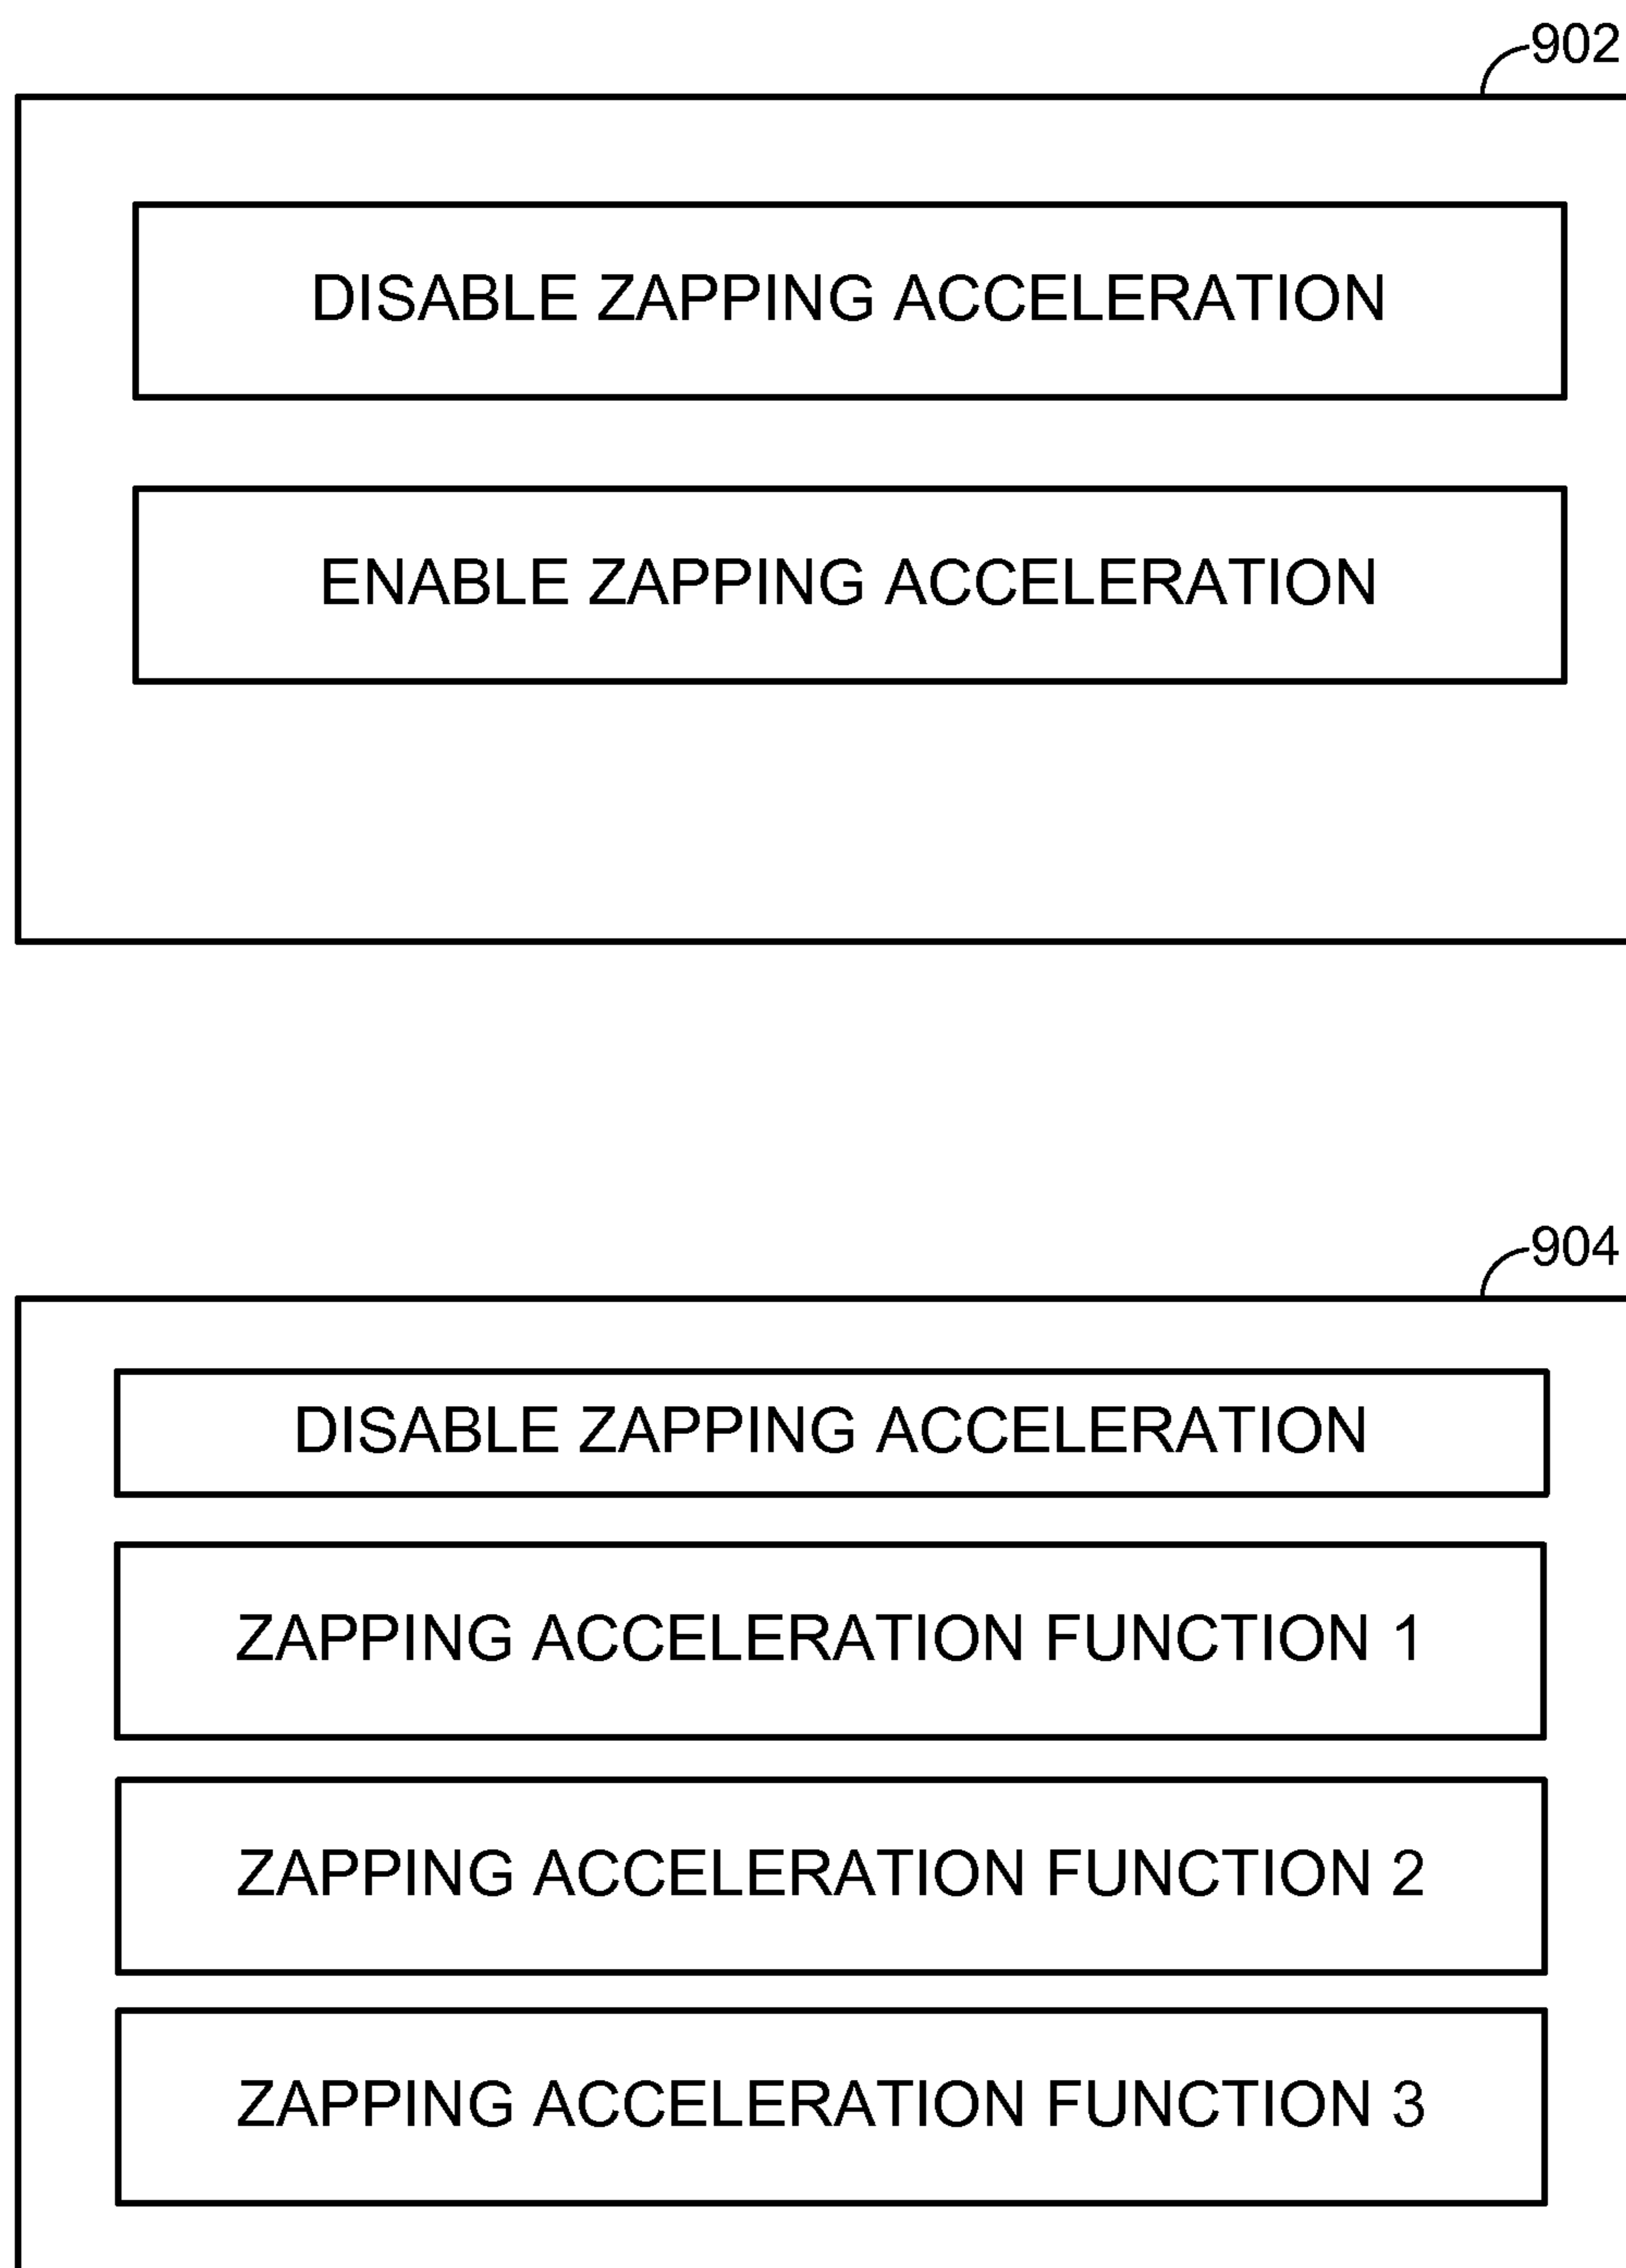 902
DISABLE ZAPPING ACCELERATION
ENABLE ZAPPING ACCELERATION
904
DISABLE ZAPPING ACCELERATION
ZAPPING ACCELERATION FUNCTION 1
ZAPPING ACCELERATION FUNCTION 2
ZAPPING ACCELERATION FUNCTION 3